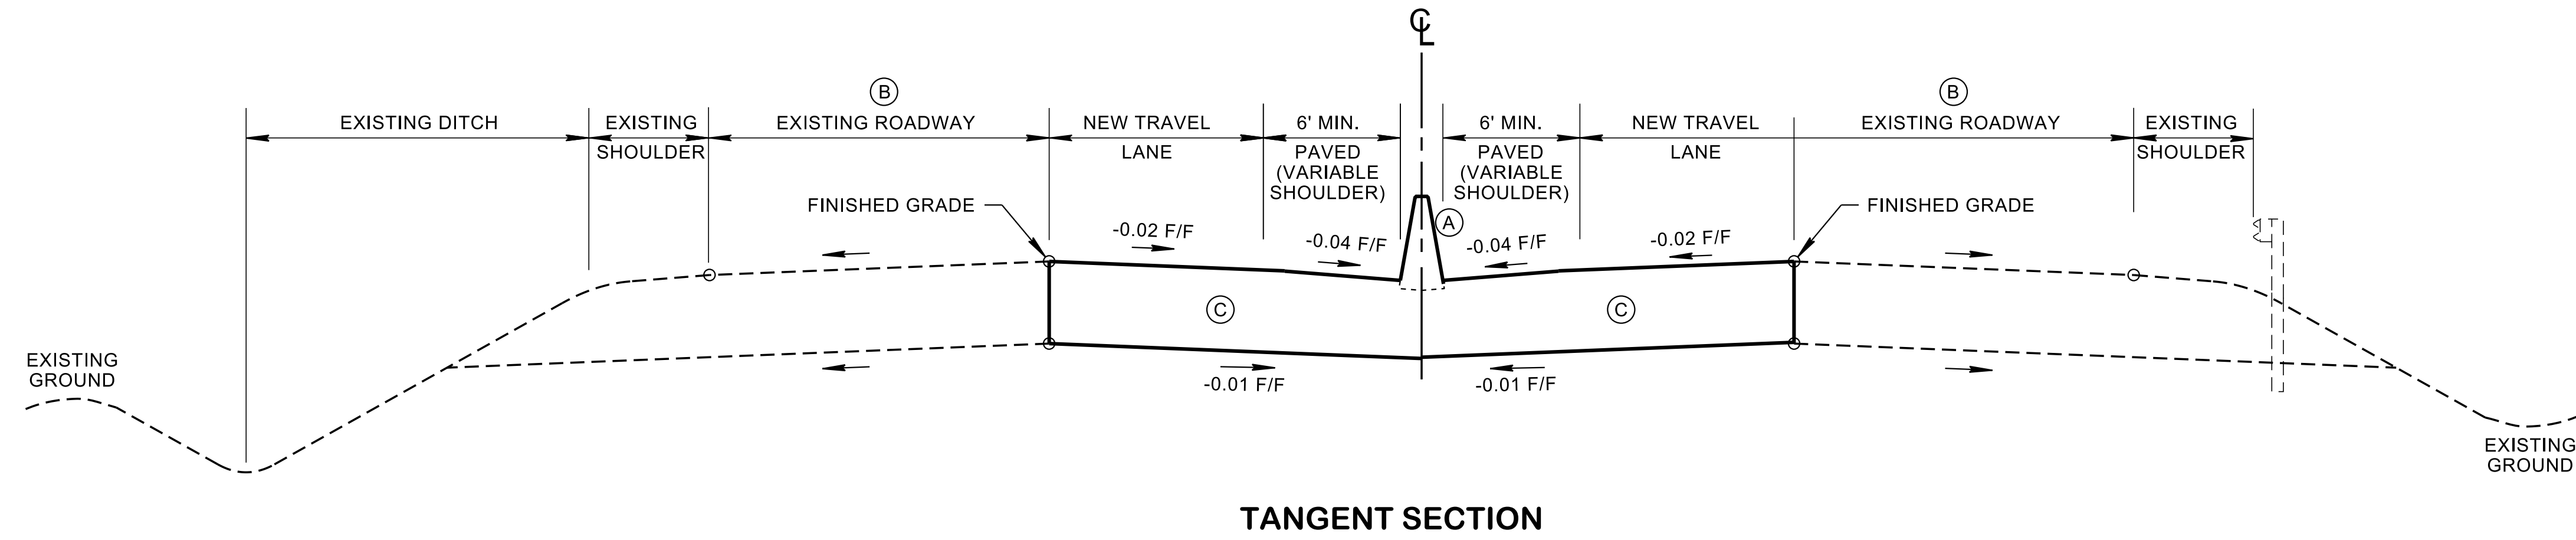 ℄
B
B
EXISTING DITCH
EXISTING
SHOULDER
EXISTING ROADWAY
NEW TRAVEL
LANE
6' MIN.
PAVED
(VARIABLE
SHOULDER)
6' MIN.
PAVED
(VARIABLE
SHOULDER)
NEW TRAVEL
LANE
EXISTING ROADWAY
EXISTING
SHOULDER
FINISHED GRADE
FINISHED GRADE
A
-0.02 F/F
-0.04 F/F
-0.04 F/F
-0.02 F/F
C
C
EXISTING
GROUND
-0.01 F/F
-0.01 F/F
EXISTING
GROUND
TANGENT SECTION